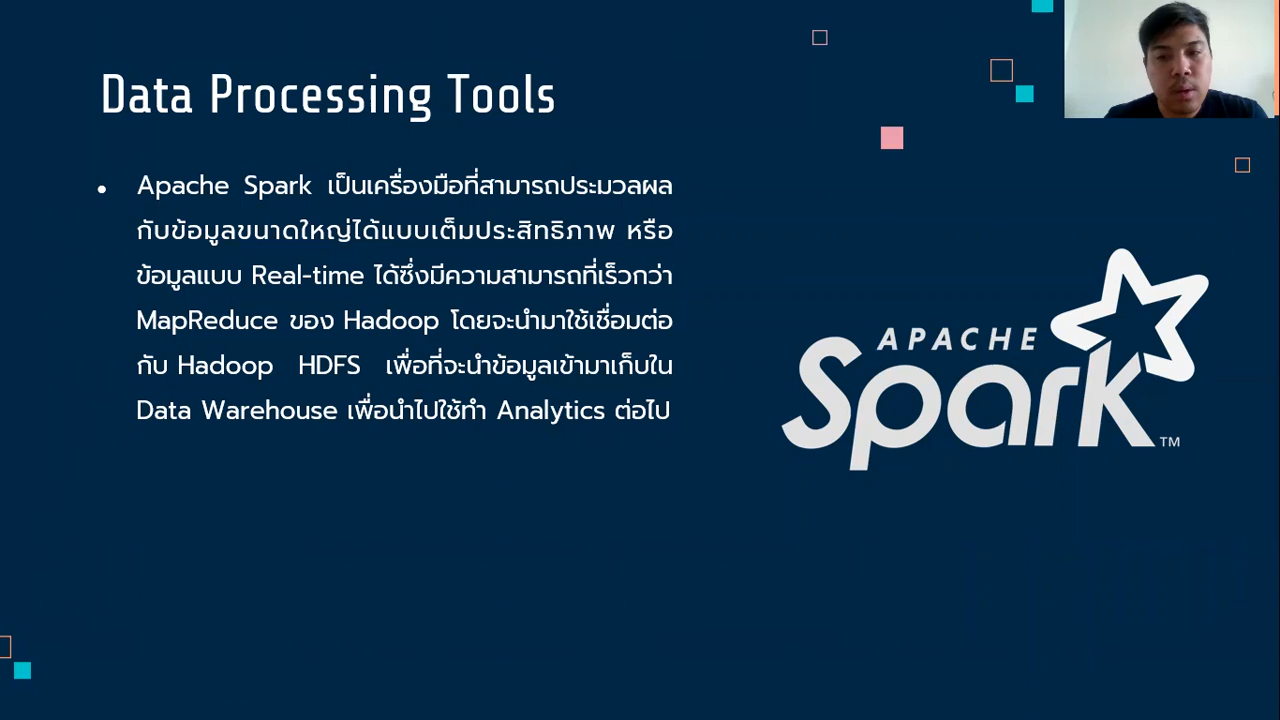 Data Processing Tools
• Apache Spark เป็นเครื่องมือที่สามารถประมวลผล
กับข้อมูลขนาดใหญ่ได้แบบเต็มประสิทธิภาพ หรือ
ข้อมูลแบบ Real-time ได้ซึ่งมีความสามารถที่เร็วกว่า
MapReduce ของ Hadoop โดยจะนำมาใช้เชื่อมต่อ
กับ Hadoop HDFS เพื่อที่จะนำข้อมูลเข้ามาเก็บใน
Data Warehouse เพื่อนำไปใช้ทำ Analytics ต่อไป
APACHE
Spark TM